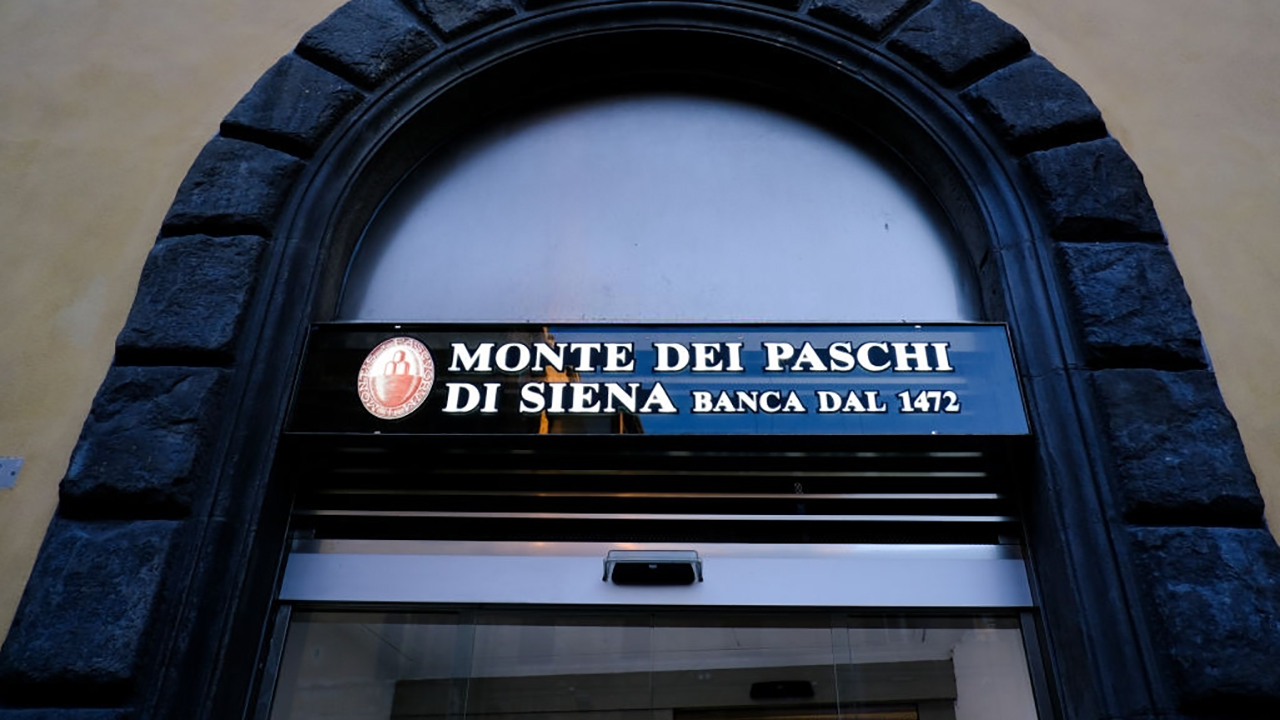 MONTE DEI PASCHI
DI SIENA BANCA DAL 1472